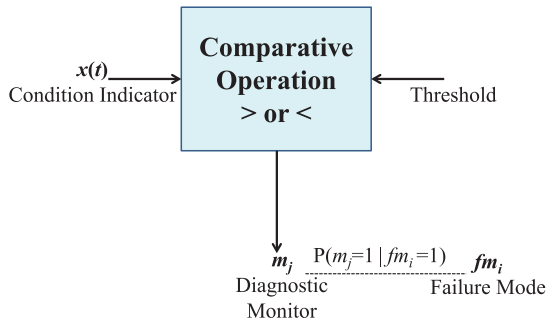 Comparative
Operation
> or <
x(t)
Condition Indicator
Threshold
m_j P(m_j=1 | fm_i=1) fm_i
Diagnostic Failure Mode
Monitor